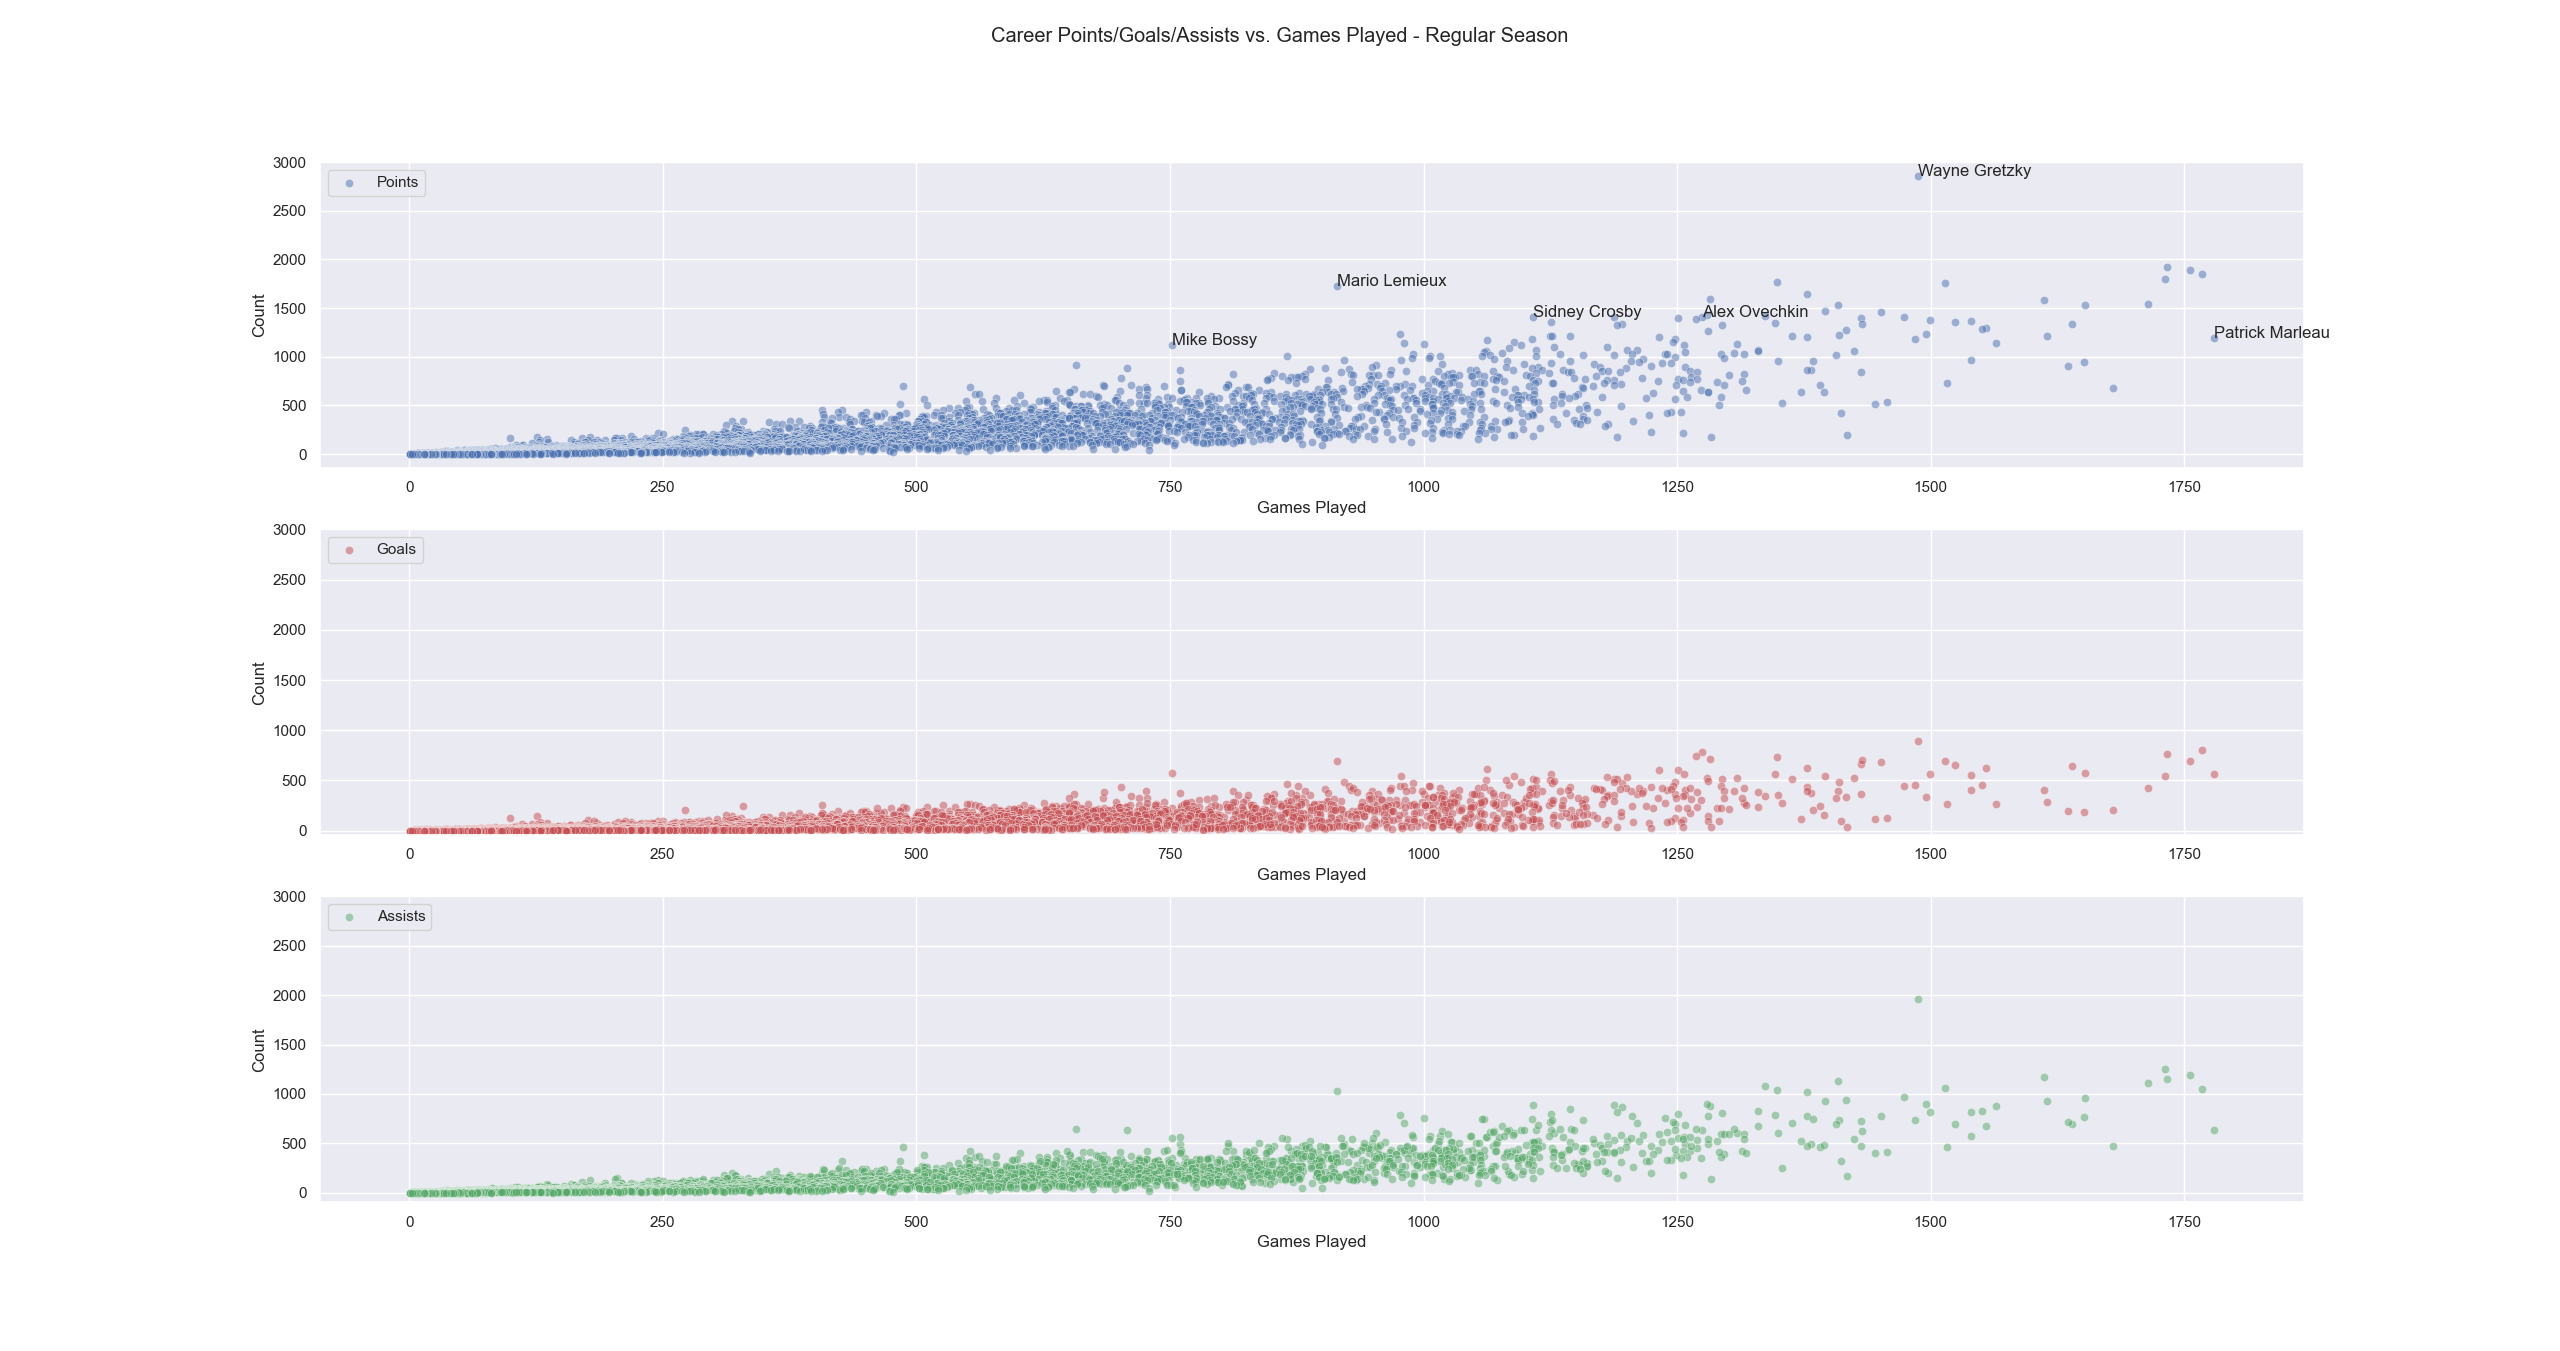 Career Points/Goals/Assists vs. Games Played - Regular Season
3000
2500
2000
1500
1000
500
0
Count
Points
Wayne Gretzky
Mario Lemieux
Sidney Crosby
Alex Ovechkin
Mike Bossy
Patrick Marleau
0 250 500 750 1000 1250 1500 1750
Games Played
3000
2500
2000
1500
1000
500
0
Count
Goals
0 250 500 750 1000 1250 1500 1750
Games Played
3000
2500
2000
1500
1000
500
0
Count
Assists
0 250 500 750 1000 1250 1500 1750
Games Played